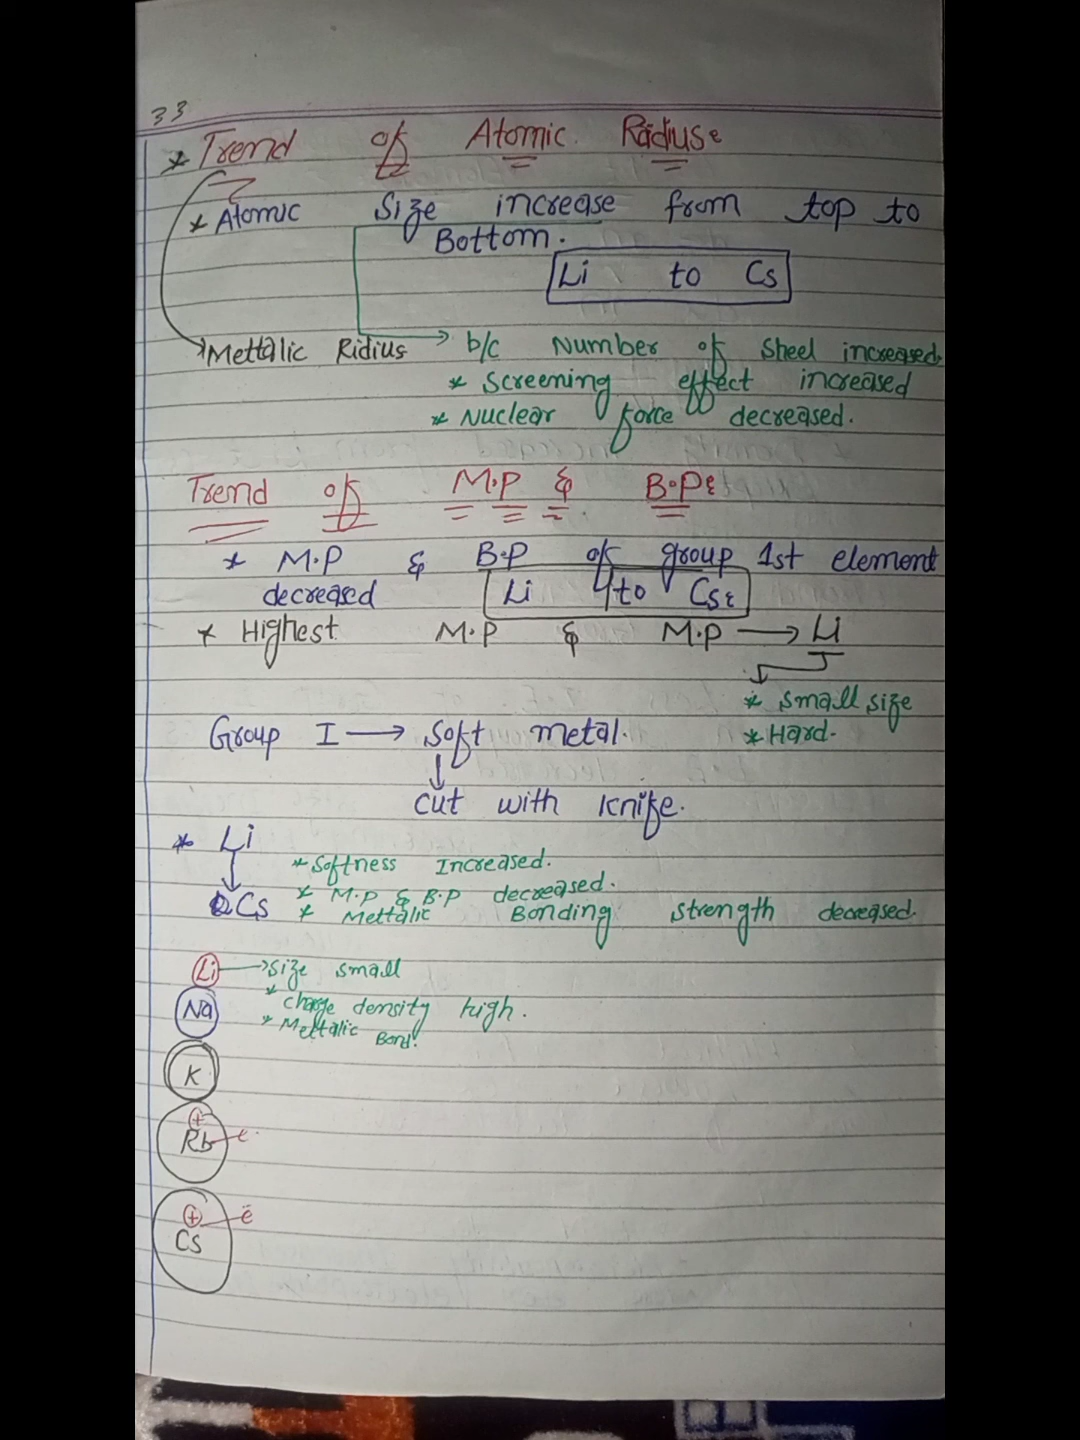 33
* Trend of Atomic Radius:
* Atomic Size increase from top to
Bottom.
Li to Cs
Mettalic Ridius → b/c Number of Sheel increased.
* Screening effect increased
* Nuclear force decreased.
Trend of M.P & B.P:
* M.P & B.P of group 1st element
decreased Li to Cs:
* Highest M.P & M.P → Li
* Small size
Group I → Soft metal.
* Hard.
cut with knife.
* Li
* Softness Increased.
* M.P & B.P decreased.
Cs * Mettalic Bonding strength decreased.
Li → size small
Na * charge density high.
* Mettalic Bond.
K
+
Rb e
+ e
Cs